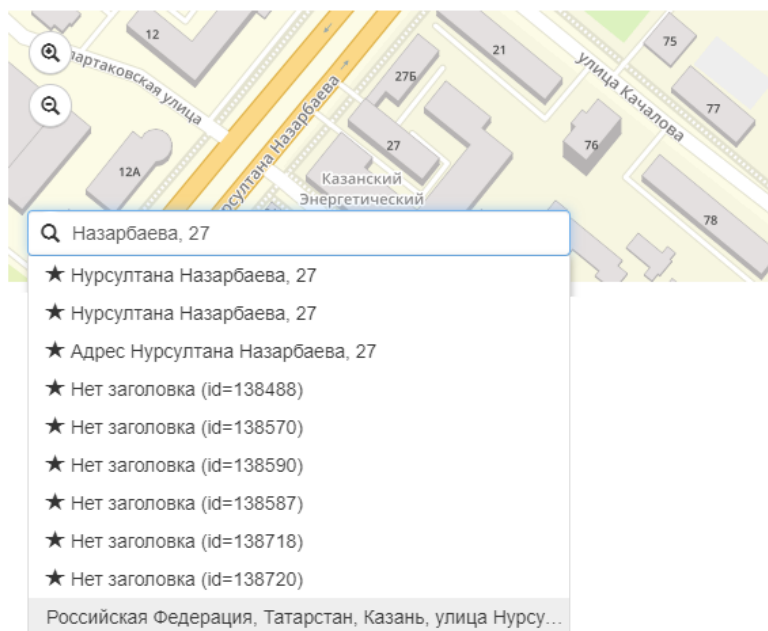 12
21
75
Спартаковская улица
улица Качалова
27Б
77
Нурсултана Назарбаева
27
76
12А
Казанский
Энергетический
78
Назарбаева, 27
★ Нурсултана Назарбаева, 27
★ Нурсултана Назарбаева, 27
★ Адрес Нурсултана Назарбаева, 27
★ Нет заголовка (id=138488)
★ Нет заголовка (id=138570)
★ Нет заголовка (id=138590)
★ Нет заголовка (id=138587)
★ Нет заголовка (id=138718)
★ Нет заголовка (id=138720)
Российская Федерация, Татарстан, Казань, улица Нурсу...